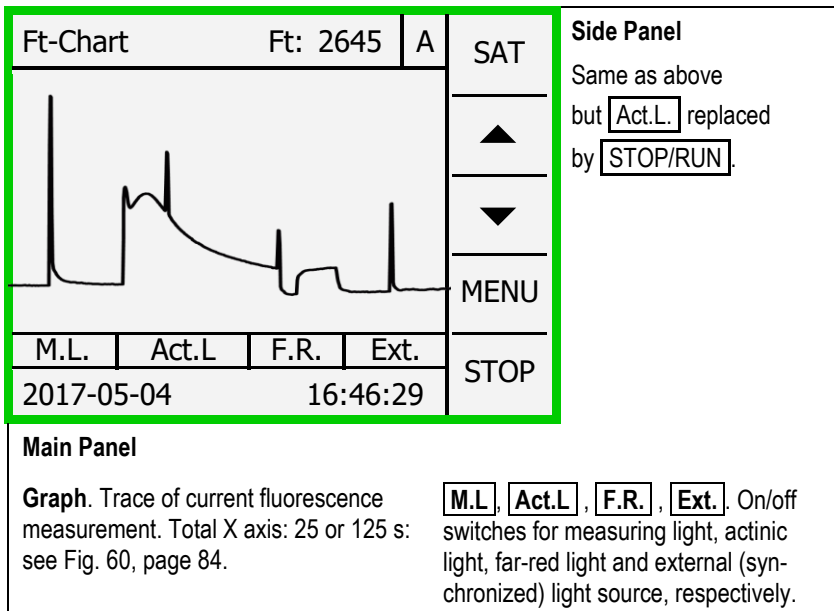 Ft-Chart Ft: 2645 A
SAT
MENU
STOP
M.L. Act.L F.R. Ext.
2017-05-04 16:46:29
Side Panel
Same as above
but Act.L. replaced
by STOP/RUN.
Main Panel
Graph. Trace of current fluorescence
measurement. Total X axis: 25 or 125 s:
see Fig. 60, page 84.
M.L, Act.L, F.R., Ext.. On/off
switches for measuring light, actinic
light, far-red light and external (syn-
chronized) light source, respectively.